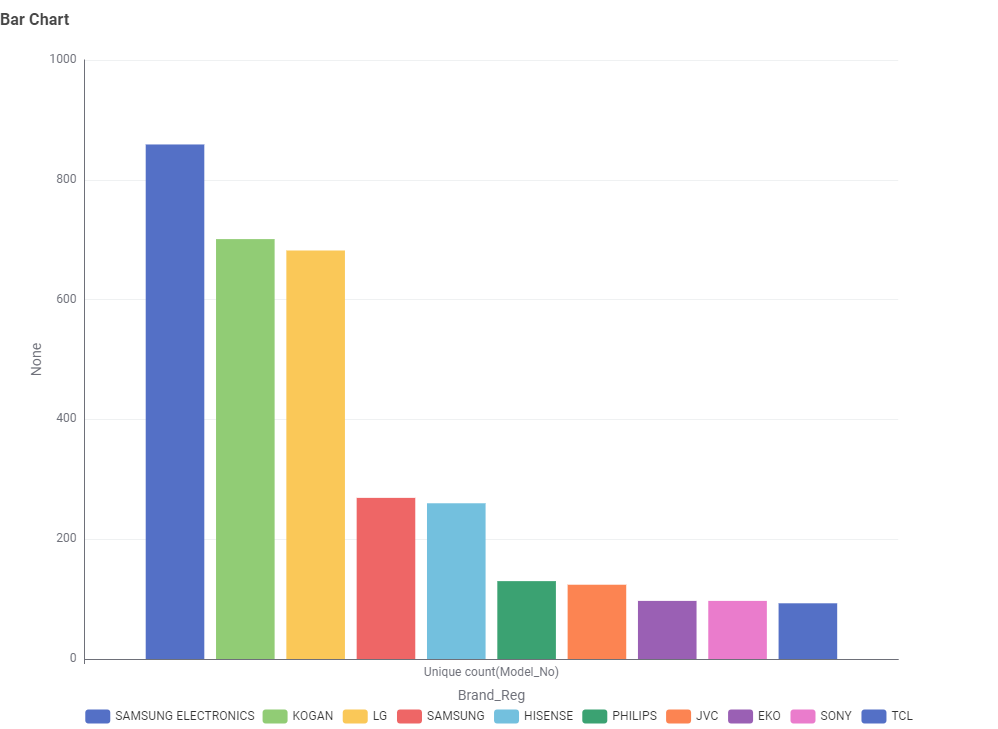 Bar Chart
1000
800
600
400
200
0
None
Unique count(Model_No)
Brand_Reg
SAMSUNG ELECTRONICS KOGAN LG SAMSUNG HISENSE PHILIPS JVC EKO SONY TCL